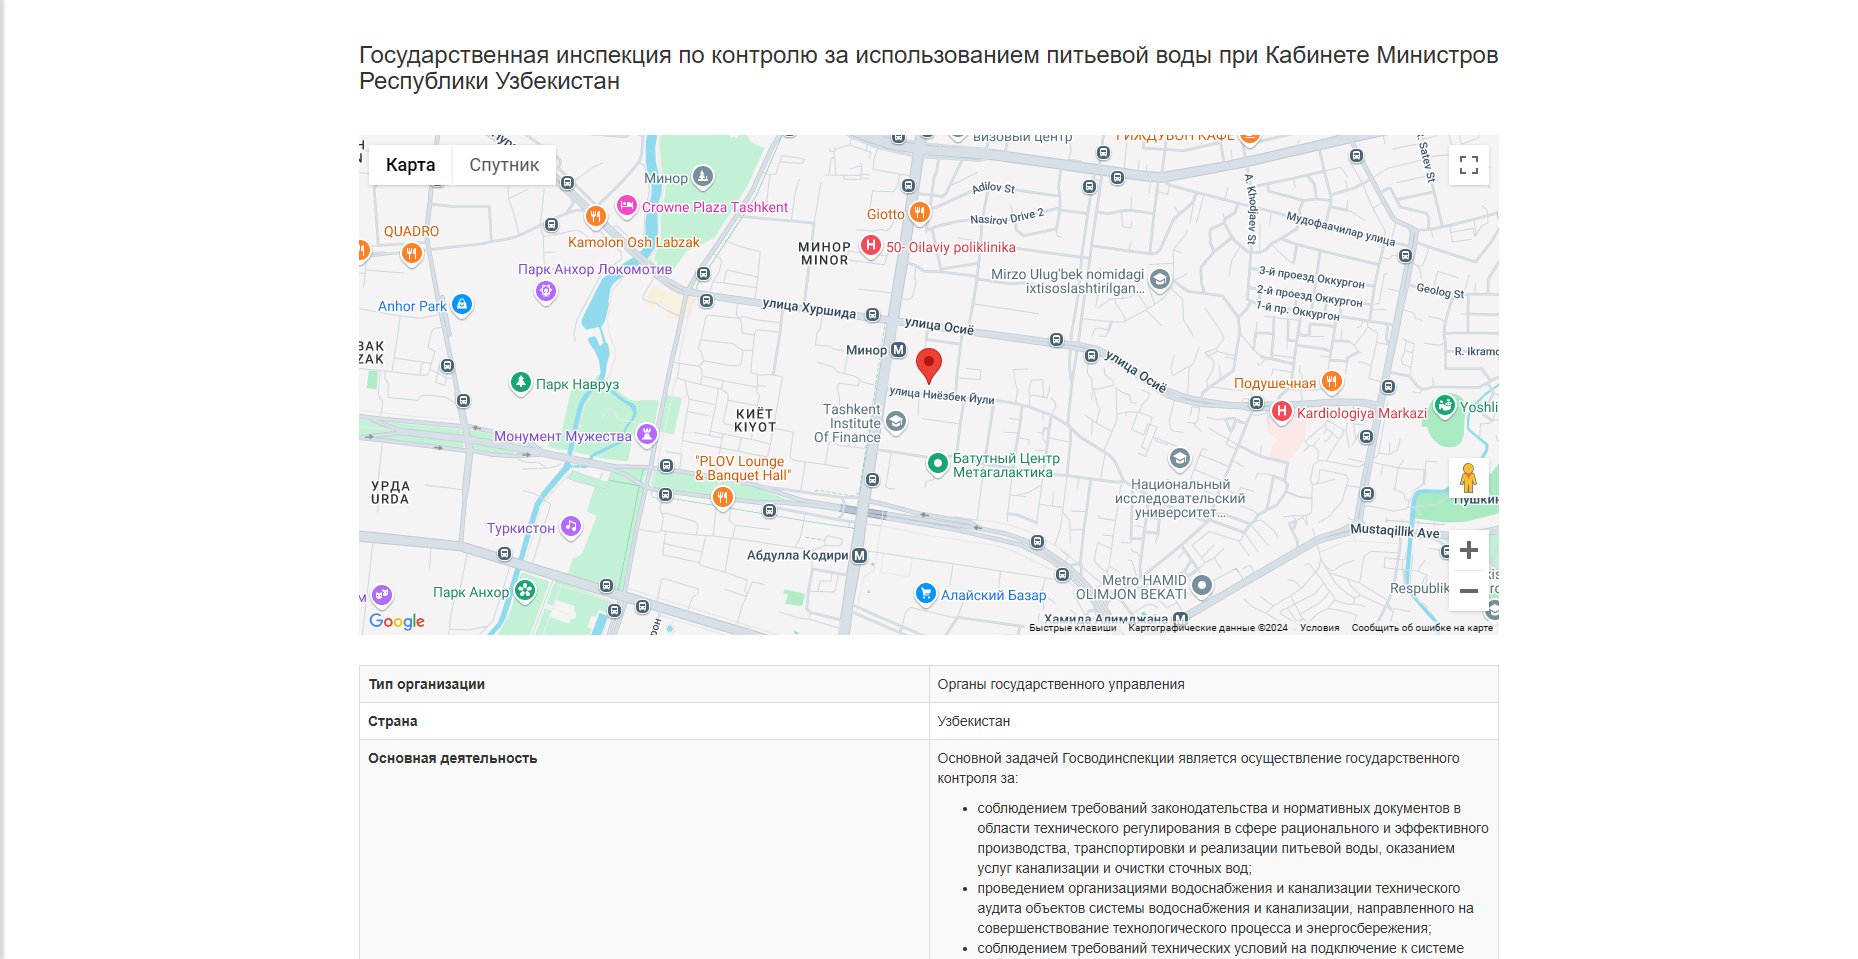 Государственная инспекция по контролю за использованием питьевой воды при Кабинете Министров
Республики Узбекистан
Карта
Спутник
визовый центр
ГИЖДУВОН КАФЕ
Satev St
Минор
Crowne Plaza Tashkent
Adilov St
Nasirov Drive 2
A. Khodjaev St
Мудофаачилар улица
Giotto
QUADRO
Kamolon Osh Labzak
МИНОР
MINOR
50- Oilaviy poliklinika
Парк Анхор Локомотив
Mirzo Ulug'bek nomidagi
ixtisoslashtirilgan...
3-й проезд Оккургон
2-й проезд Оккургон
1-й пр. Оккургон
Geolog St
Anhor Park
улица Хуршида
улица Осиё
Минор
улица Осиё
ЗАК
Парк Навруз
улица Ниёзбек Йули
Подушечная
Kardiologiya Markazi
Yoshli
Tashkent
Institute
Of Finance
КИЁТ
KIYOT
Монумент Мужества
"PLOV Lounge
& Banquet Hall"
Батутный Центр
Метагалактика
УРДА
URDA
Национальный
исследовательский
университет...
Туркистон
Mustaqillik Ave
Абдулла Кодири
Metro HAMID
OLIMJON BEKATI
Respublik
Парк Анхор
Алайский Базар
Хамида Алимджана
Google
Быстрые клавиши
Картографические данные ©2024
Условия
Сообщить об ошибке на карте
Тип организации
Органы государственного управления
Страна
Узбекистан
Основная деятельность
Основной задачей Госводинспекции является осуществление государственного
контроля за:
соблюдением требований законодательства и нормативных документов в
области технического регулирования в сфере рационального и эффективного
производства, транспортировки и реализации питьевой воды, оказанием
услуг канализации и очистки сточных вод;
проведением организациями водоснабжения и канализации технического
аудита объектов системы водоснабжения и канализации, направленного на
совершенствование технологического процесса и энергосбережения;
соблюдением требований технических условий на подключение к системе